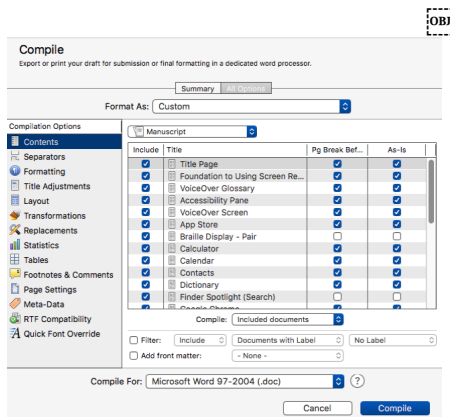 OBJ
Compile
Export or print your draft for submission or final formatting in a dedicated word processor.
Summary All Options
Format As: Custom
Compilation Options
Manuscript
Contents
Include Title Pg Break Bef... As-Is
Separators
Title Page
Formatting
Foundation to Using Screen Re...
Title Adjustments
VoiceOver Glossary
Layout
Accessibility Pane
Transformations
VoiceOver Screen
Replacements
App Store
Statistics
Braille Display - Pair
Tables
Calculator
Footnotes & Comments
Calendar
Page Settings
Contacts
Meta-Data
Dictionary
RTF Compatibility
Finder Spotlight (Search)
Quick Font Override
Google Chrome
Compile: Included documents
Filter: Include Documents with Label No Label
Add front matter: - None -
Compile For: Microsoft Word 97-2004 (.doc) ?
Cancel Compile